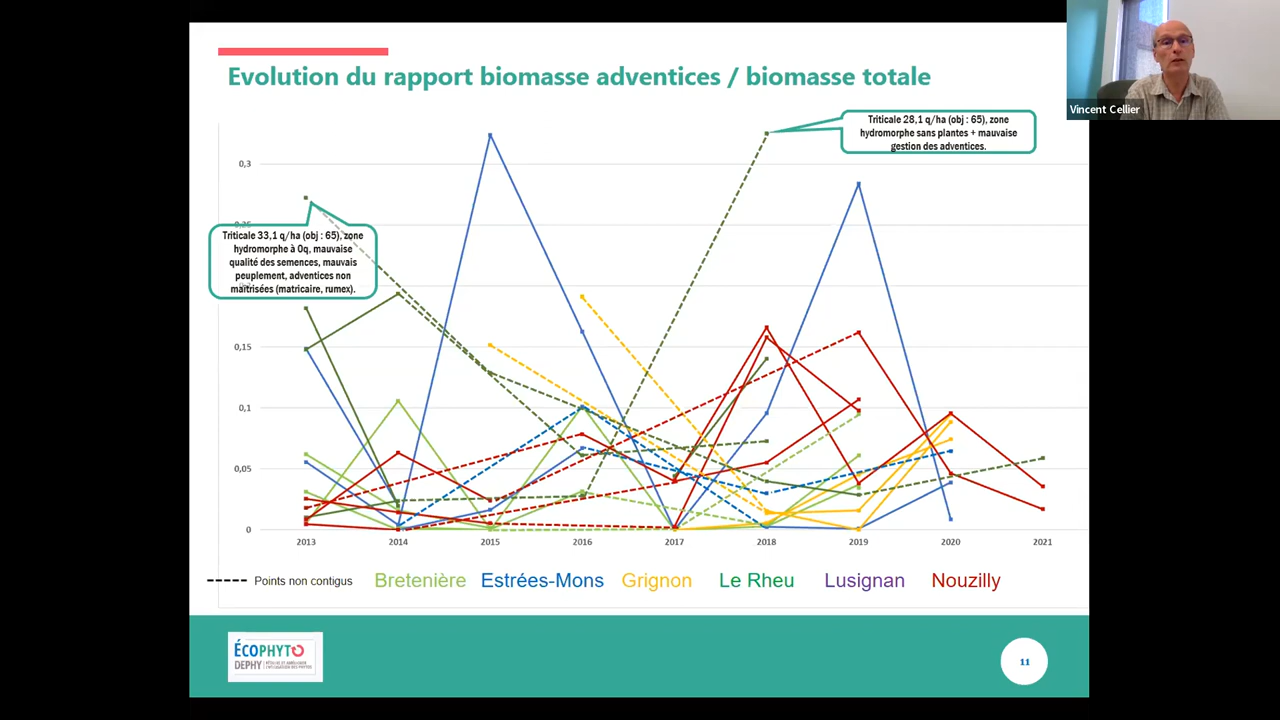 Evolution du rapport biomasse adventices / biomasse totale
Vincent Cellier
Triticale 28,1 q/ha (obj : 65), zone
hydromorphe sans plantes + mauvaise
gestion des adventices.
0,3
0,25
Triticale 33,1 q/ha (obj : 65), zone
hydromorphe à 0q, mauvaise
qualité des semences, mauvais
peuplement, adventices non
maîtrisées (matricaire, rumex).
0,15
0,1
0,05
0
2013 2014 2015 2016 2017 2018 2019 2020 2021
Points non contigus Bretenière Estrées-Mons Grignon Le Rheu Lusignan Nouzilly
ÉCOPHYTO
DEPHY
11